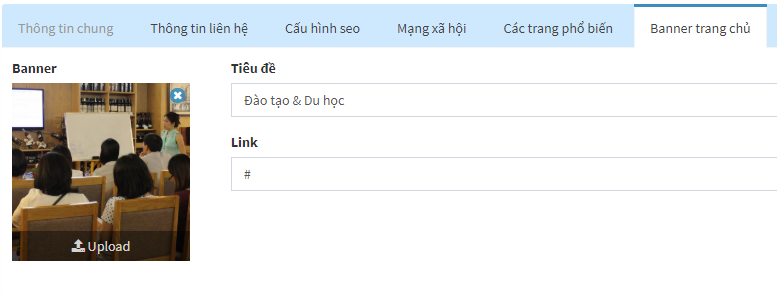 Thông tin chung Thông tin liên hệ Cấu hình seo Mạng xã hội Các trang phổ biến Banner trang chủ
Banner
Tiêu đề
Đào tạo & Du học
Link
#
Upload